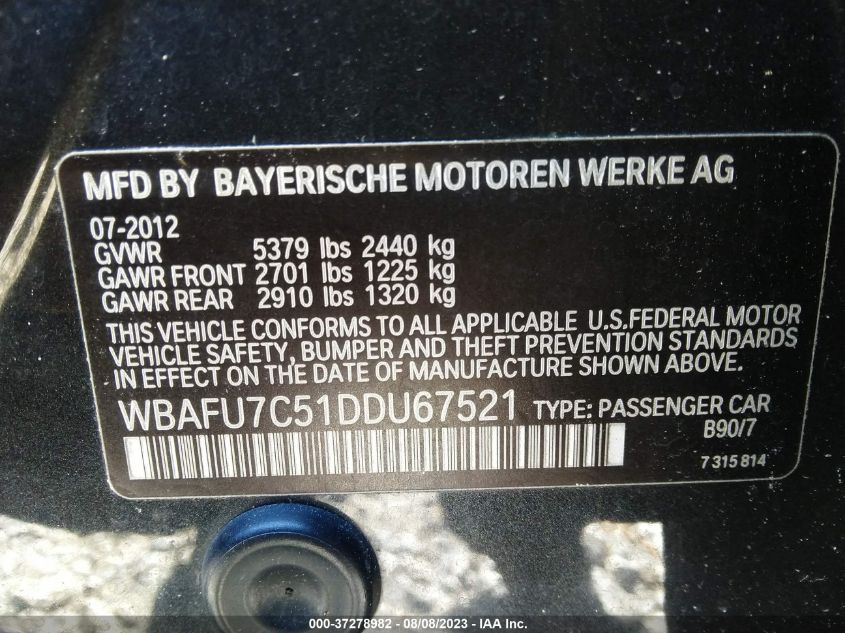 MFD BY BAYERISCHE MOTOREN WERKE AG
07-2012
GVWR 5379 lbs 2440 kg
GAWR FRONT 2701 lbs 1225 kg
GAWR REAR 2910 lbs 1320 kg
THIS VEHICLE CONFORMS TO ALL APPLICABLE U.S.FEDERAL MOTOR
VEHICLE SAFETY, BUMPER AND THEFT PREVENTION STANDARDS
IN EFFECT ON THE DATE OF MANUFACTURE SHOWN ABOVE.
WBAFU7C51DDU67521 TYPE: PASSENGER CAR
B90/7
7 315 814
000-37278982 - 08/08/2023 - IAA Inc.